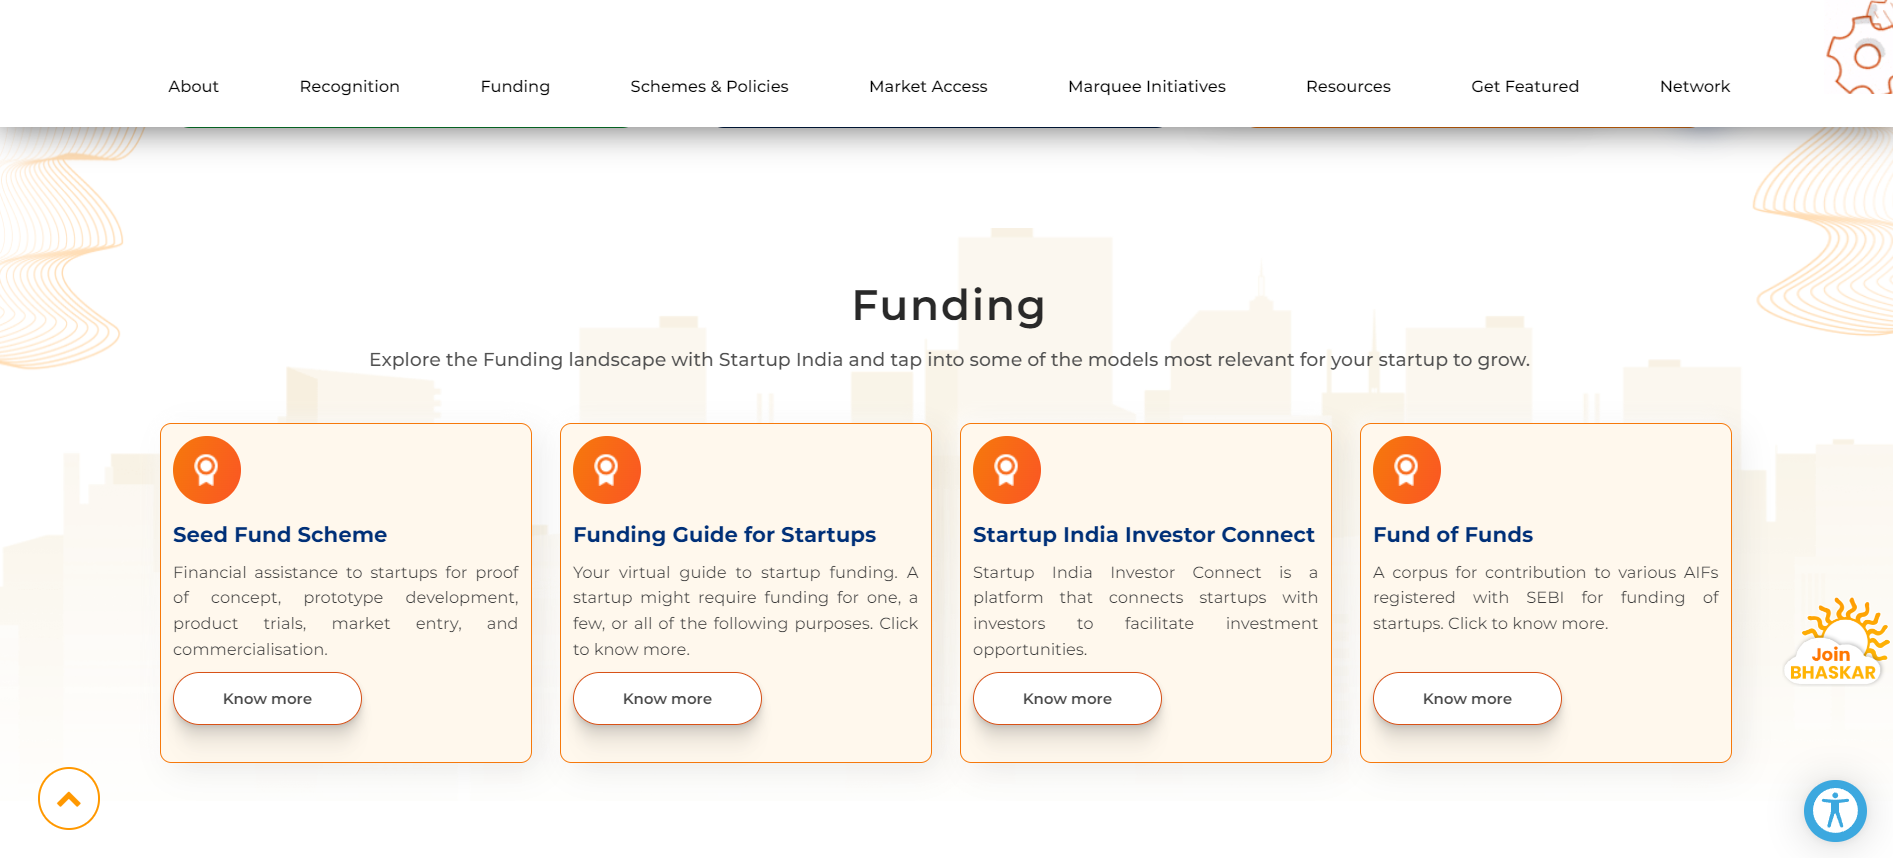 About Recognition Funding Schemes & Policies Market Access Marquee Initiatives Resources Get Featured Network
Funding
Explore the Funding landscape with Startup India and tap into some of the models most relevant for your startup to grow.
Seed Fund Scheme
Financial assistance to startups for proof
of concept, prototype development,
product trials, market entry, and
commercialisation.
Know more
Funding Guide for Startups
Your virtual guide to startup funding. A
startup might require funding for one, a
few, or all of the following purposes. Click
to know more.
Know more
Startup India Investor Connect
Startup India Investor Connect is a
platform that connects startups with
investors to facilitate investment
opportunities.
Know more
Fund of Funds
A corpus for contribution to various AIFs
registered with SEBI for funding of
startups. Click to know more.
Know more
Join
BHASKAR